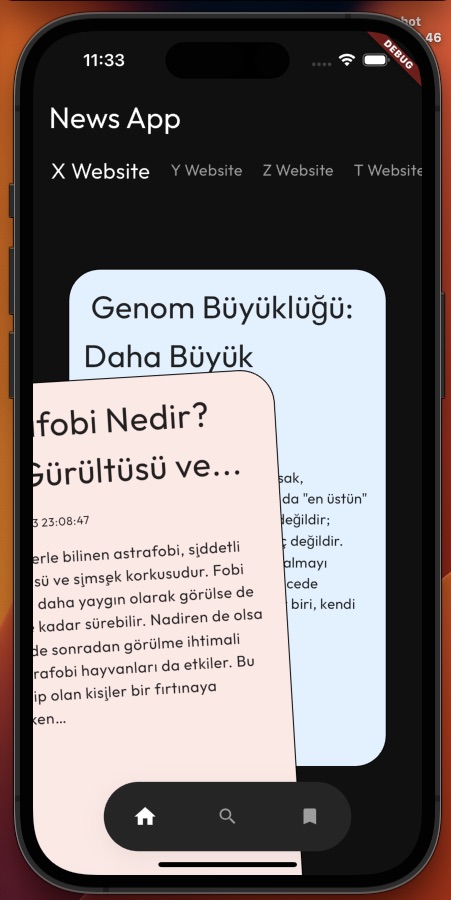 11:33
DEBUG
46
News App
X Website
Y Website
Z Website
T Website
Genom Büyüklüğü:
Daha Büyük
afobi Nedir?
Gürültüsü ve...
3 23:08:47
erle bilinen astrafobi, şiddetli
sü ve şimşek korkusudur. Fobi
daha yaygın olarak görülse de
kadar sürebilir. Nadiren de olsa
de sonradan görülme ihtimali
rafobi hayvanları da etkiler. Bu
ip olan kişiler bir fırtınaya
ken...
sak,
da "en üstün"
değildir;
ç değildir.
almayı
cede
biri, kendi